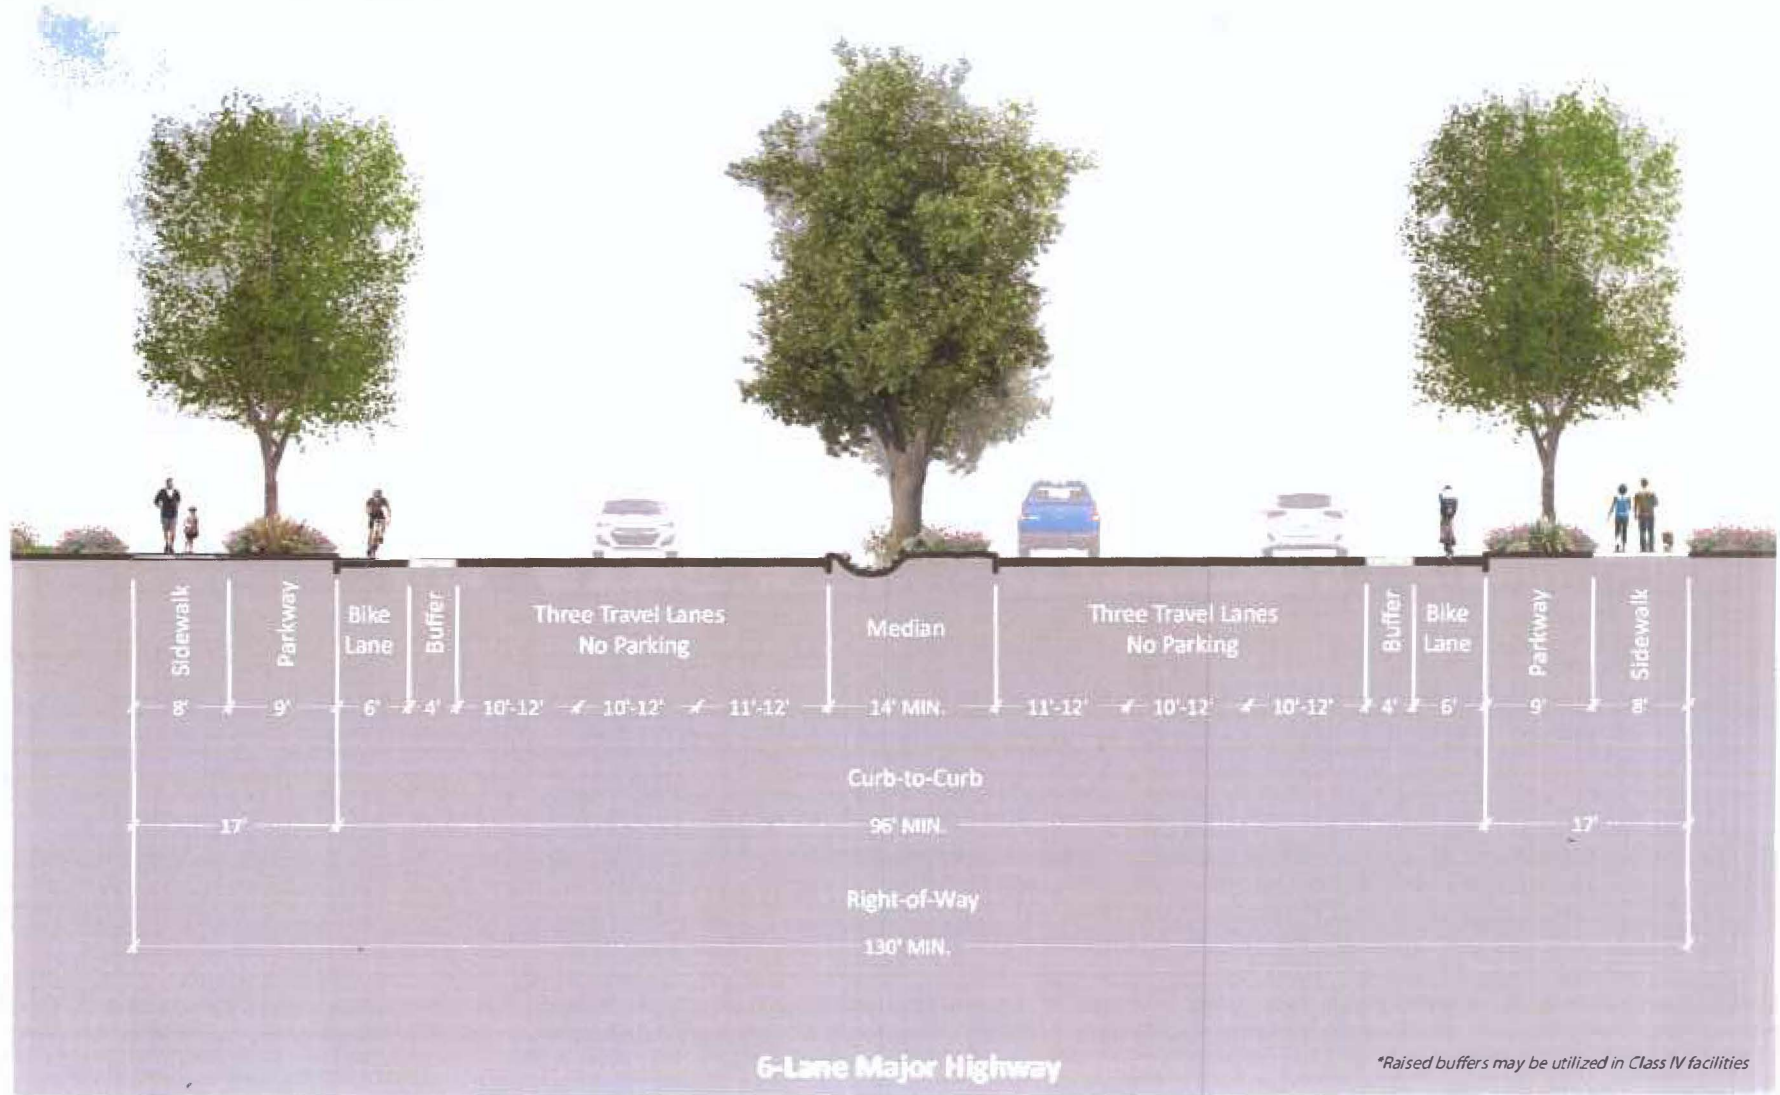 Sidewalk
Parkway
Bike
Lane
Buffer
Three Travel Lanes
No Parking
Median
Three Travel Lanes
No Parking
Buffer
Bike
Lane
Parkway
Sidewalk
8' 9' 6' 4' 10'-12' 10'-12' 11'-12' 14' MIN. 11'-12' 10'-12' 10'-12' 4' 6' 9' 8'
Curb-to-Curb
17' 96' MIN. 17'
Right-of-Way
130' MIN.
6-Lane Major Highway
*Raised buffers may be utilized in Class IV facilities